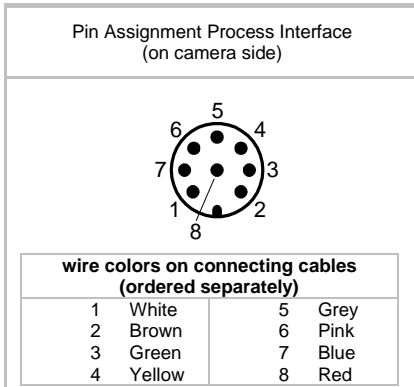 Pin Assignment Process Interface
(on camera side)
5
6 4
7 3
1 2
8
wire colors on connecting cables
(ordered separately)
1 White 5 Grey
2 Brown 6 Pink
3 Green 7 Blue
4 Yellow 8 Red